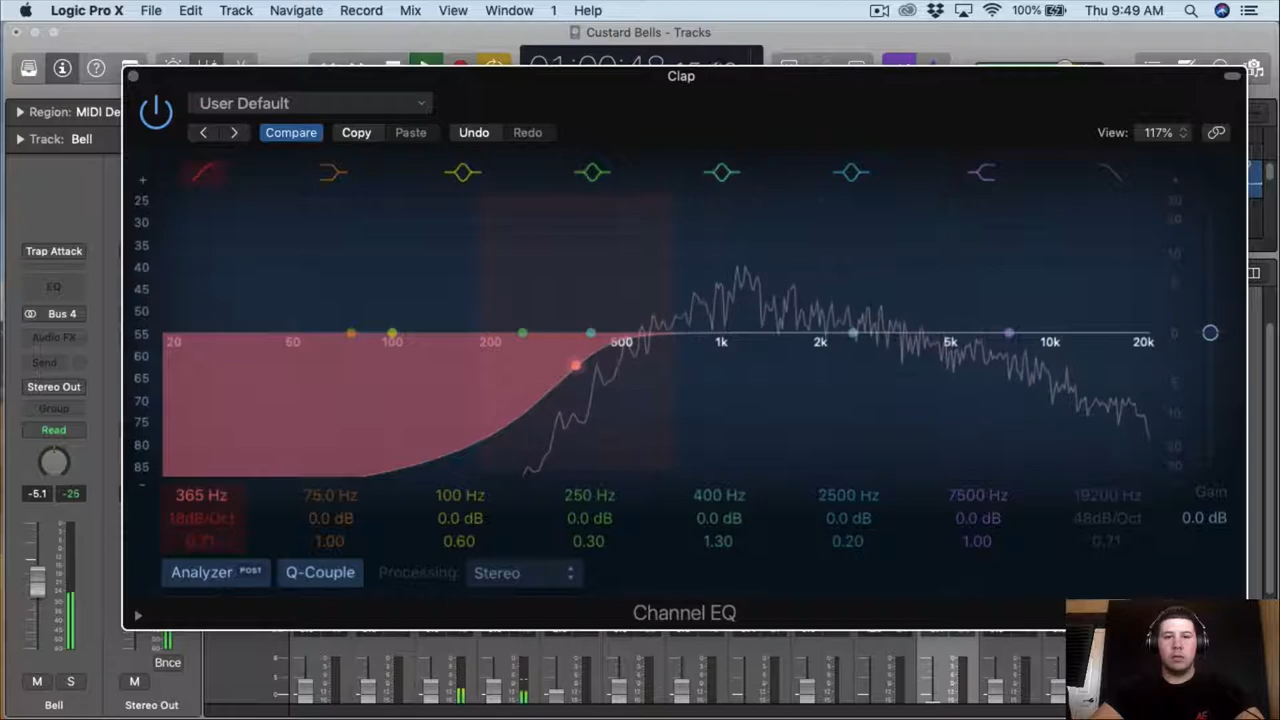 Logic Pro X File Edit Track Navigate Record Mix View Window 1 Help 100% Thu 9:49 AM
Custard Bells - Tracks
Clap
Region: MIDI De
Track: Bell
User Default
Compare Copy Paste Undo Redo View: 117%
+ +
25
30
35
40
45
50
55
60
65
70
75
80
85
20 50 100 200 500 1k 2k 5k 10k 20k
365 Hz 75.0 Hz 100 Hz 250 Hz 400 Hz 2500 Hz 7500 Hz 19200 Hz Gain
18dB/Oct 0.0 dB 0.0 dB 0.0 dB 0.0 dB 0.0 dB 0.0 dB 48dB/Oct 0.0 dB
0.71 1.00 0.60 0.30 1.30 0.20 1.00 0.71
Analyzer POST Q-Couple Processing: Stereo
Channel EQ
Trap Attack
EQ
Bus 4
Audio FX
Send
Stereo Out
Group
Read
-5.1 -25
Bnce
M S M
Bell Stereo Out